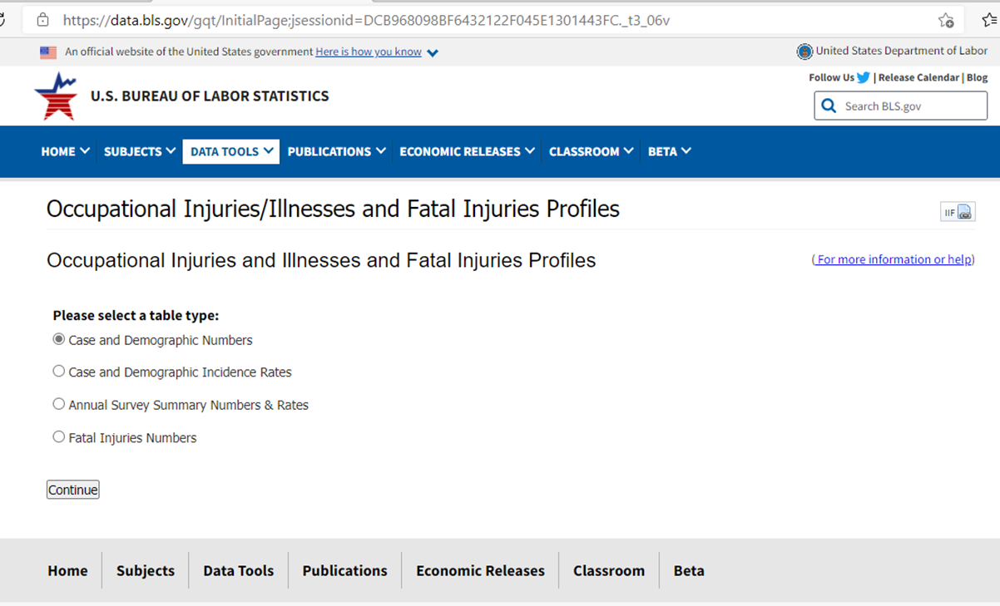 https://data.bls.gov/gqt/InitialPage;jsessionid=DCB968098BF6432122F045E1301443FC._t3_06v
An official website of the United States government Here is how you know
United States Department of Labor
Follow Us | Release Calendar | Blog
U.S. BUREAU OF LABOR STATISTICS
Search BLS.gov
HOME SUBJECTS DATA TOOLS PUBLICATIONS ECONOMIC RELEASES CLASSROOM BETA
Occupational Injuries/Illnesses and Fatal Injuries Profiles
IIF
Occupational Injuries and Illnesses and Fatal Injuries Profiles
( For more information or help)
Please select a table type:
Case and Demographic Numbers
Case and Demographic Incidence Rates
Annual Survey Summary Numbers & Rates
Fatal Injuries Numbers
Continue
Home Subjects Data Tools Publications Economic Releases Classroom Beta